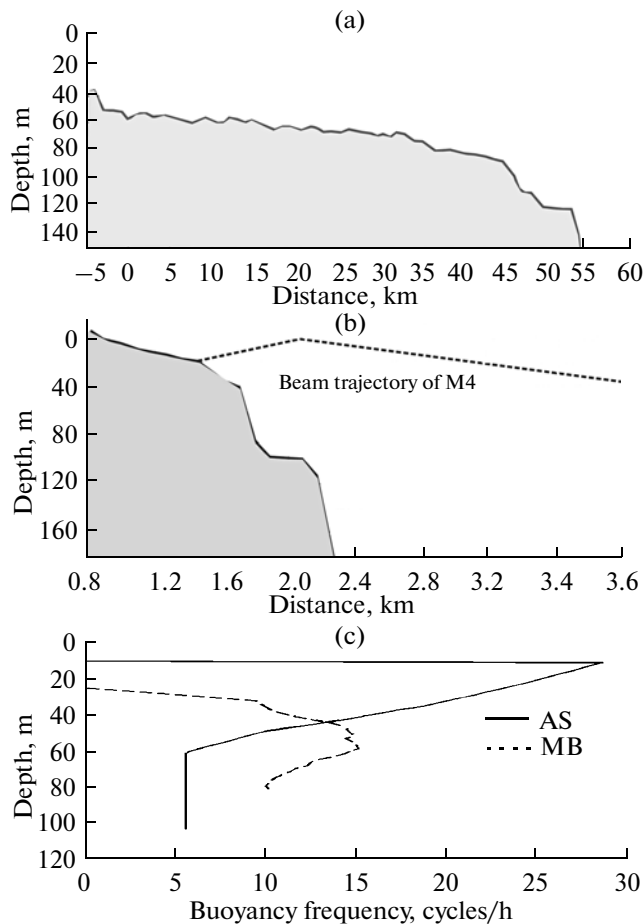 (a)
Depth, m
0
20
40
60
80
100
120
140
−5 0 5 10 15 20 25 30 35 40 45 50 55 60
Distance, km
(b)
Depth, m
0
40
80
120
160
Beam trajectory of M4
0.8 1.2 1.6 2.0 2.4 2.8 3.2 3.4 3.6
Distance, km
(c)
Depth, m
0
20
40
60
80
100
120
AS
MB
0 5 10 15 20 25 30
Buoyancy frequency, cycles/h